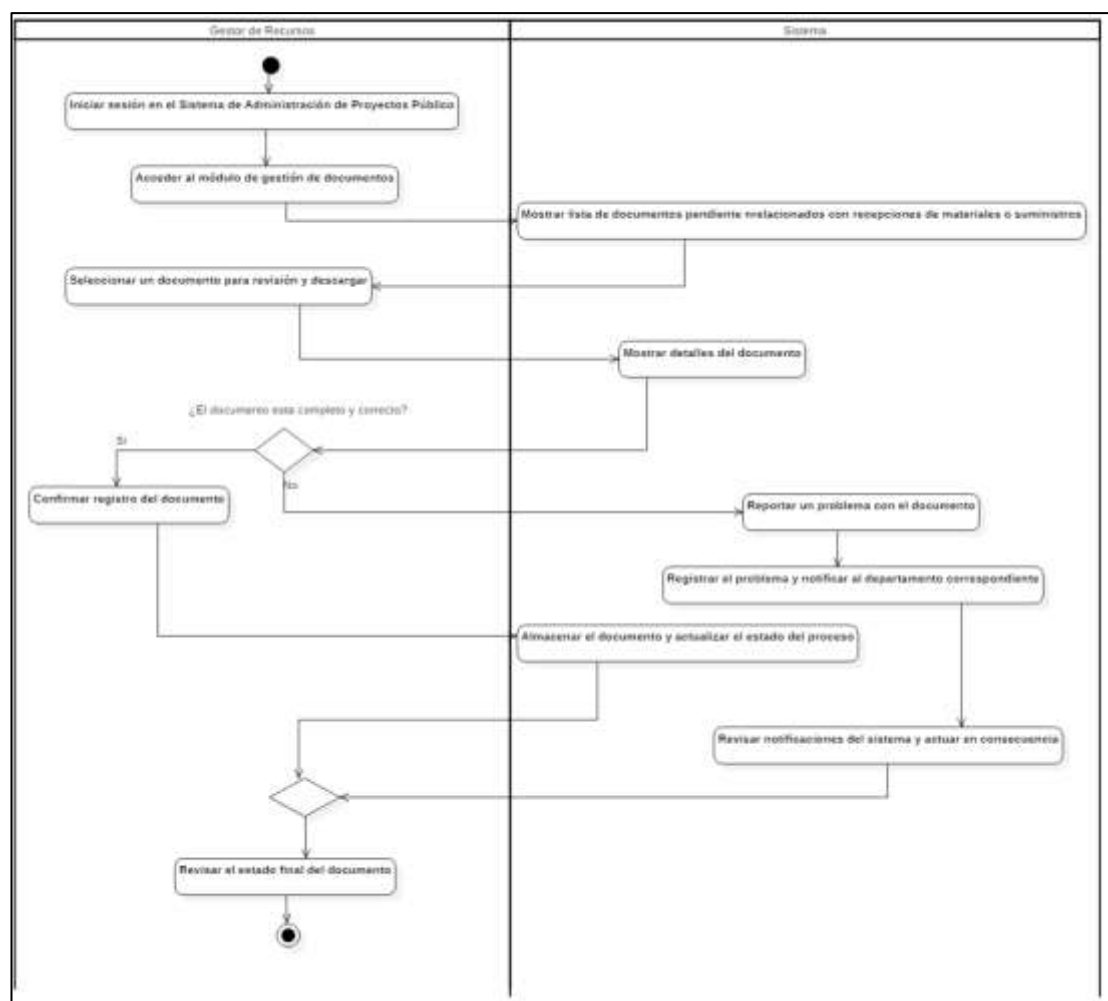 Gestor de Recursos
Sistema
Iniciar sesión en el Sistema de Administración de Proyectos Público
Acceder al módulo de gestión de documentos
Mostrar lista de documentos pendiente nrelacionados con recepciones de materiales o suministros
Seleccionar un documento para revisión y descargar
Mostrar detalles del documento
¿El documento esta completo y correcto?
Si
No
Confirmar registro del documento
Reportar un problema con el documento
Registrar el problema y notificar al departamento correspondiente
Almacenar el documento y actualizar el estado del proceso
Revisar notificaciones del sistema y actuar en consecuencia
Revisar el estado final del documento